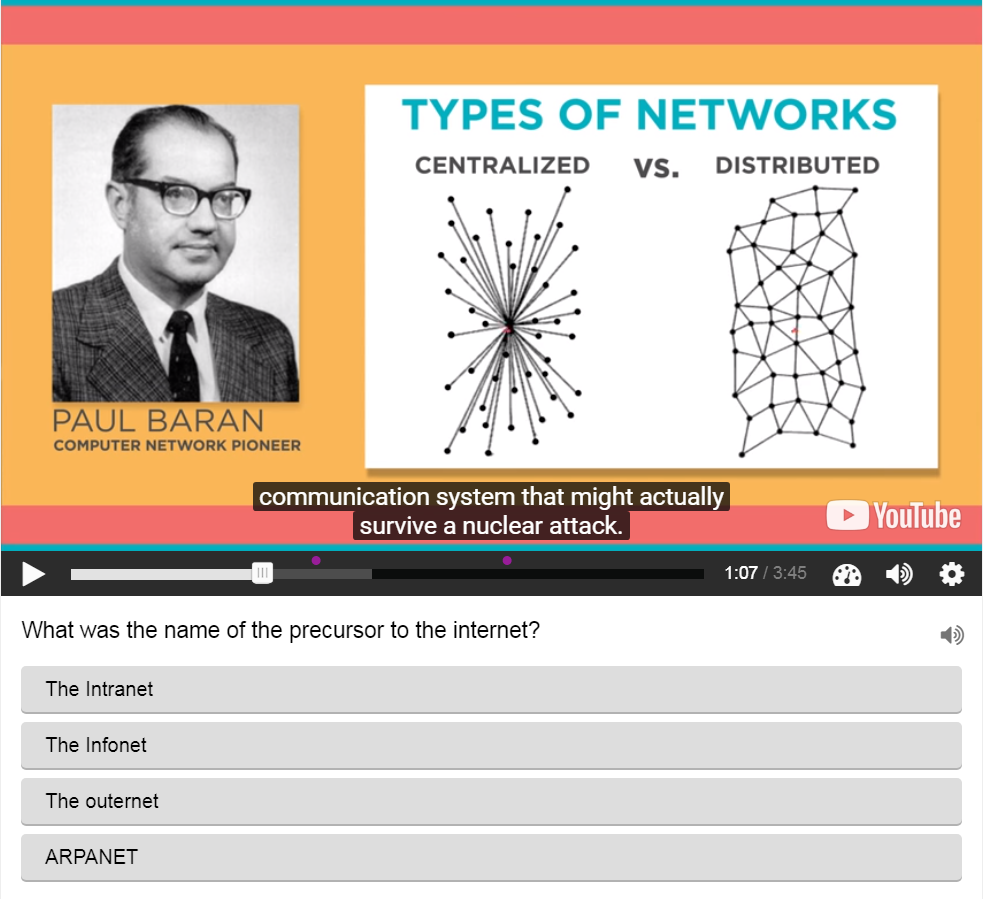 TYPES OF NETWORKS
CENTRALIZED VS. DISTRIBUTED
PAUL BARAN
COMPUTER NETWORK PIONEER
communication system that might actually
survive a nuclear attack.
YouTube
1:07 / 3:45
What was the name of the precursor to the internet?
The Intranet
The Infonet
The outernet
ARPANET